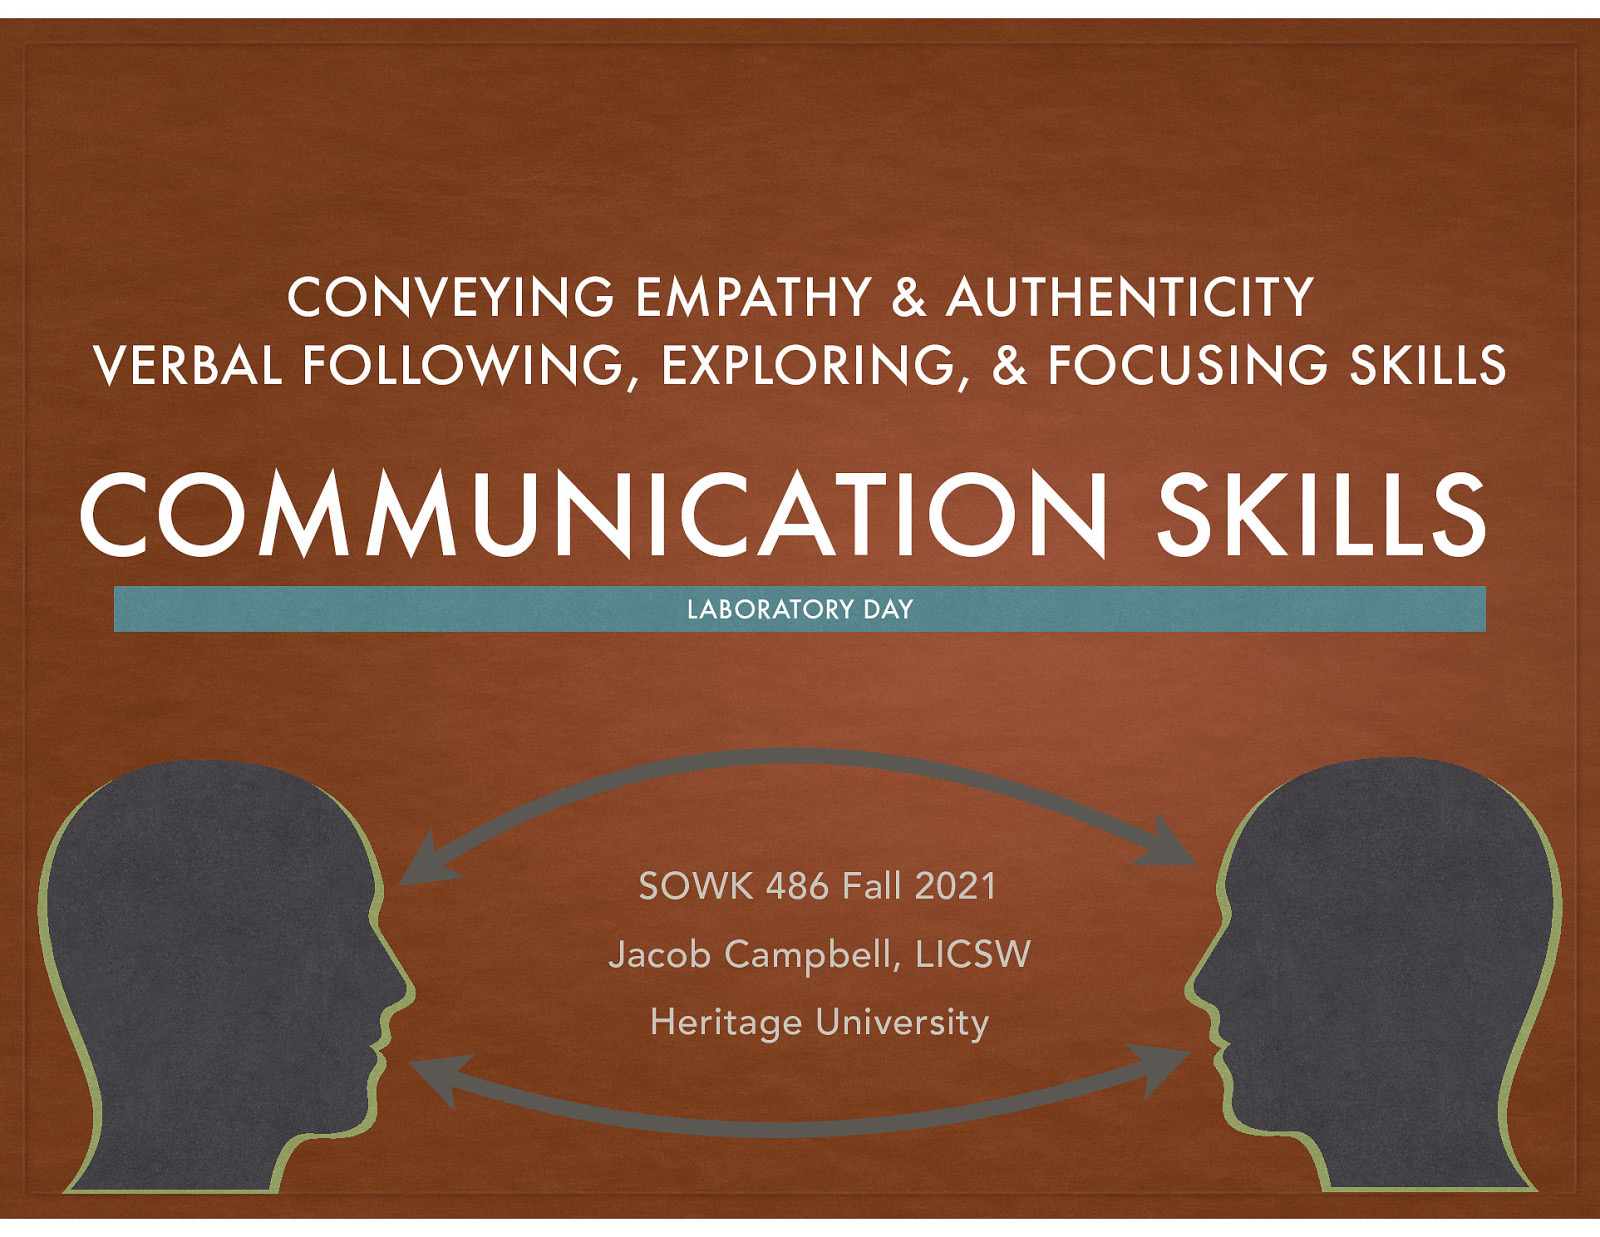 CONVEYING EMPATHY & AUTHENTICITY
VERBAL FOLLOWING, EXPLORING, & FOCUSING SKILLS
COMMUNICATION SKILLS
LABORATORY DAY
SOWK 486 Fall 2021
Jacob Campbell, LICSW
Heritage University